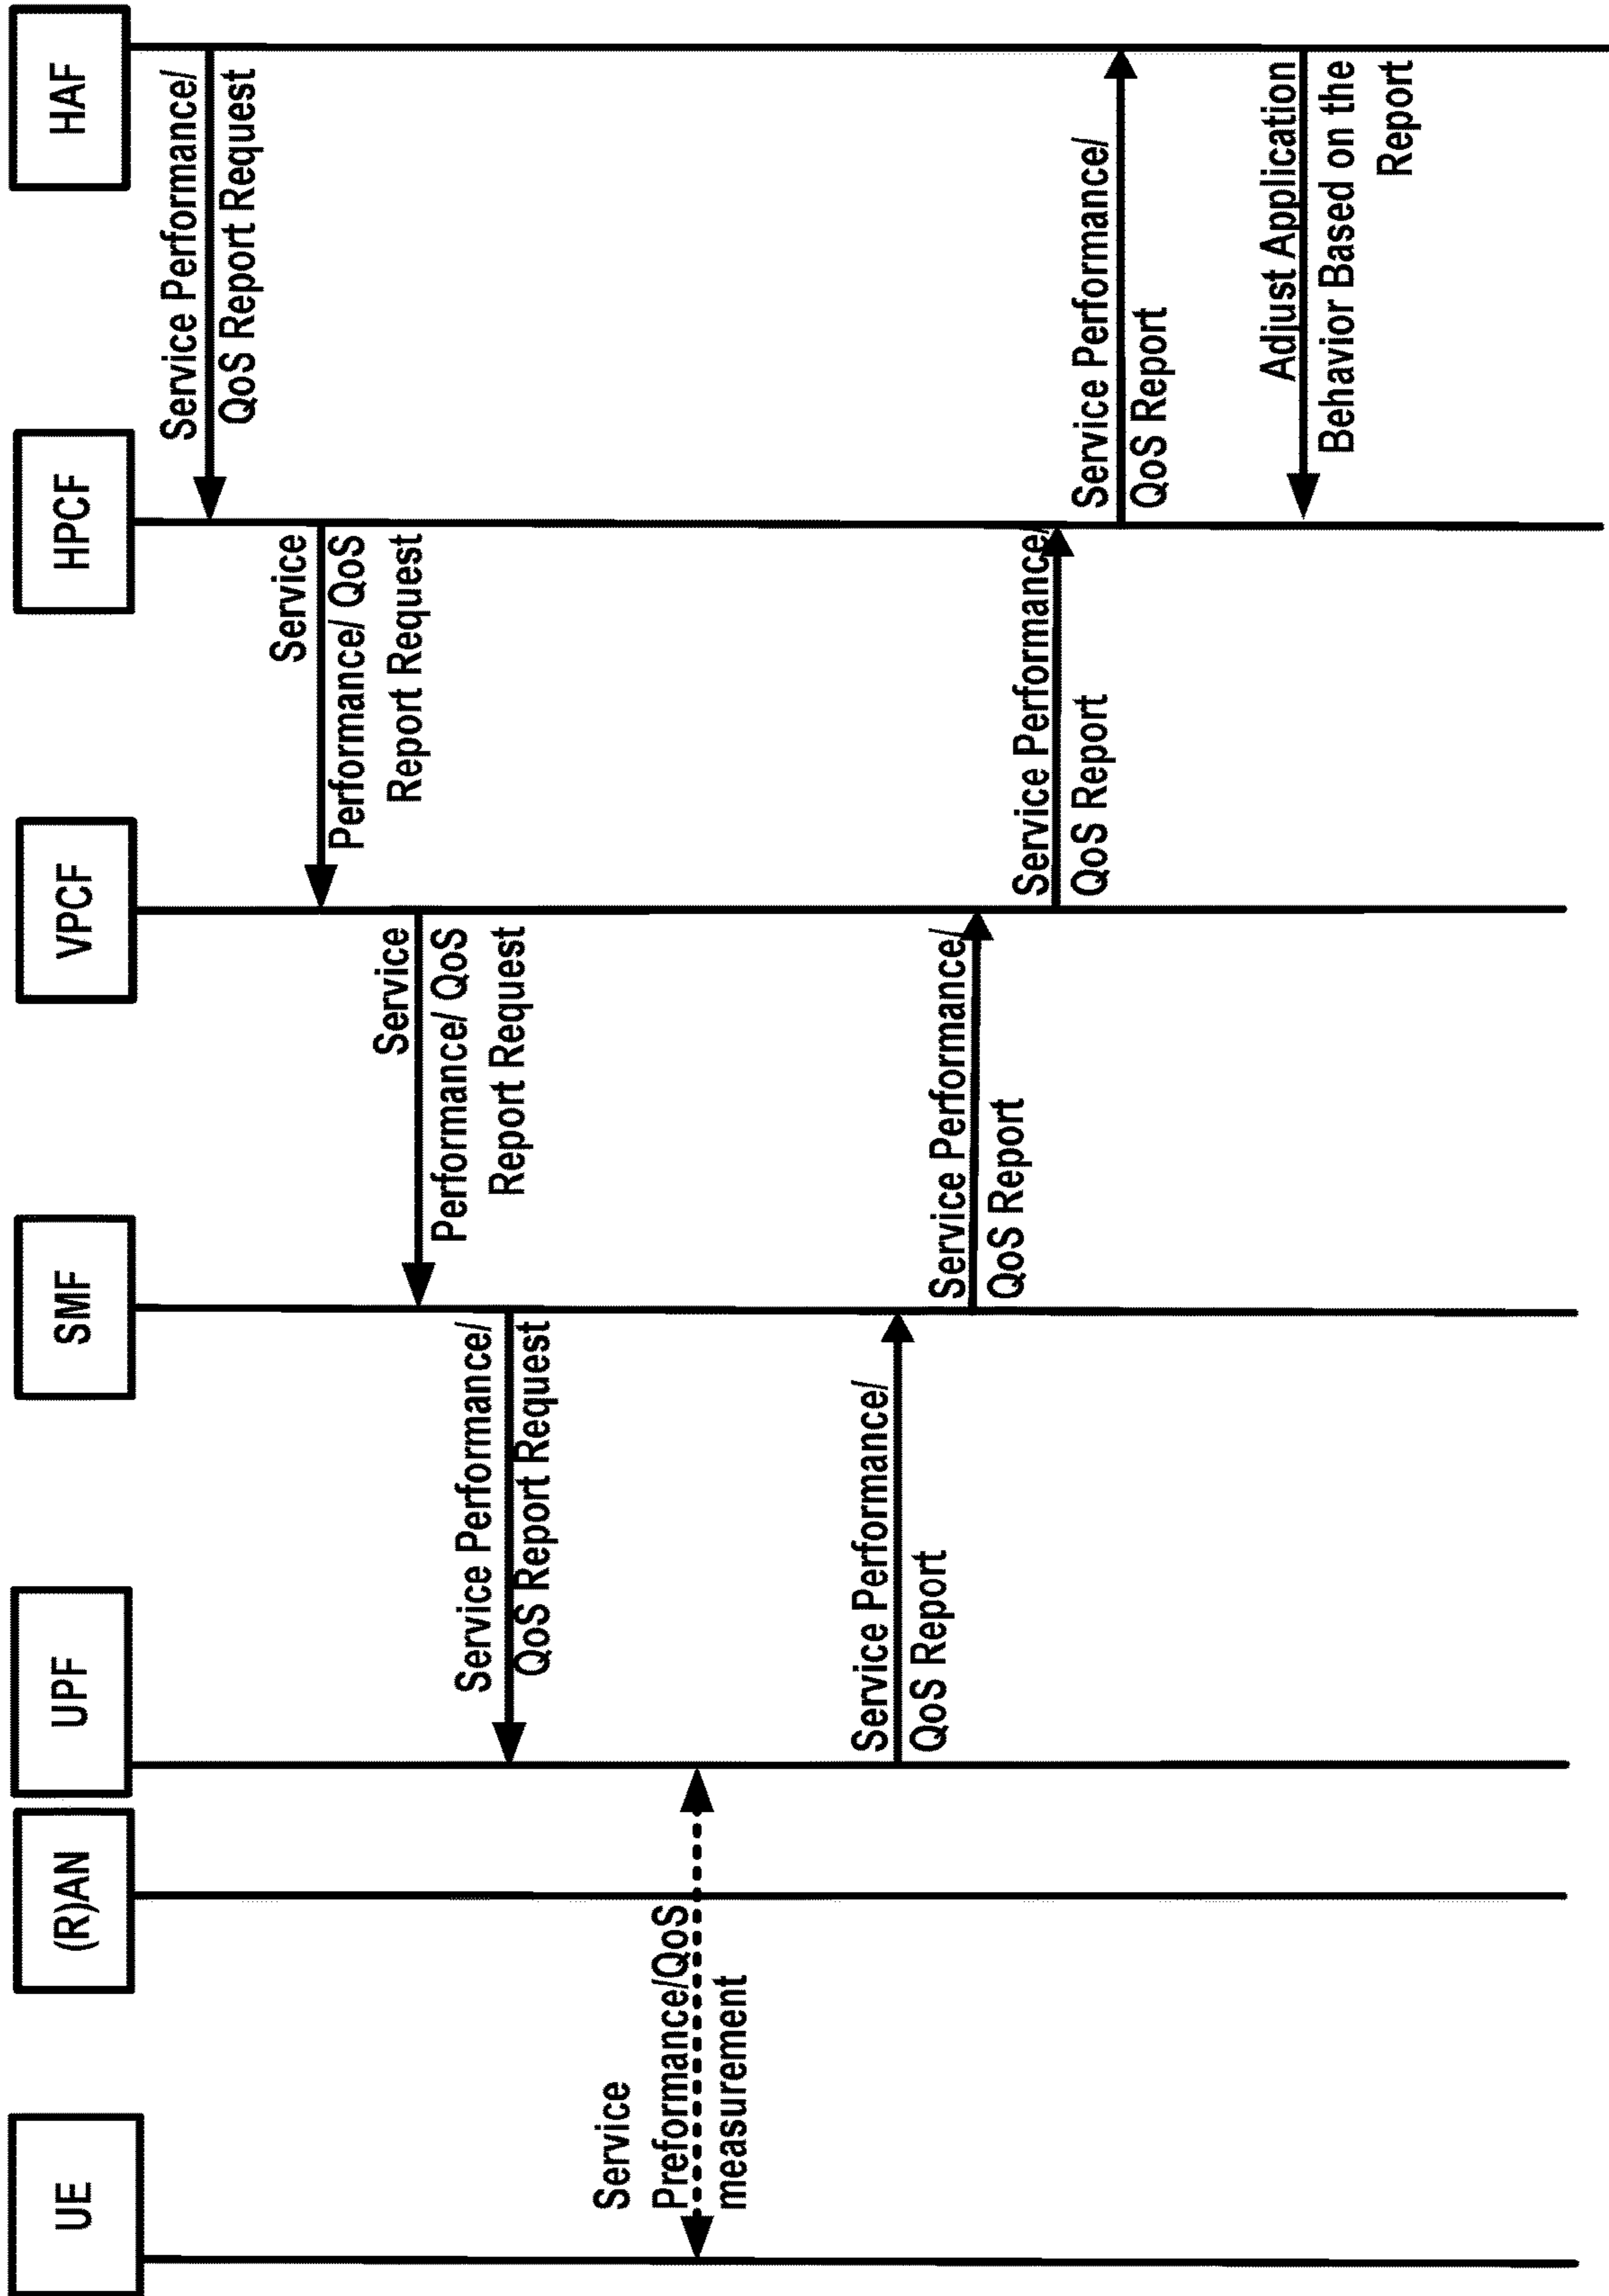 UE
(R)AN
UPF
SMF
VPCF
HPCF
HAF
Service Performance/
QoS Report Request
Service
Performance/ QoS
Report Request
Service
Performance/ QoS
Report Request
Service Performance/
QoS Report Request
Service
Preformance/QoS
measurement
Service Performance/
QoS Report
Service Performance/
QoS Report
Service Performance/
QoS Report
Service Performance/
QoS Report
Adjust Application
Behavior Based on the
Report